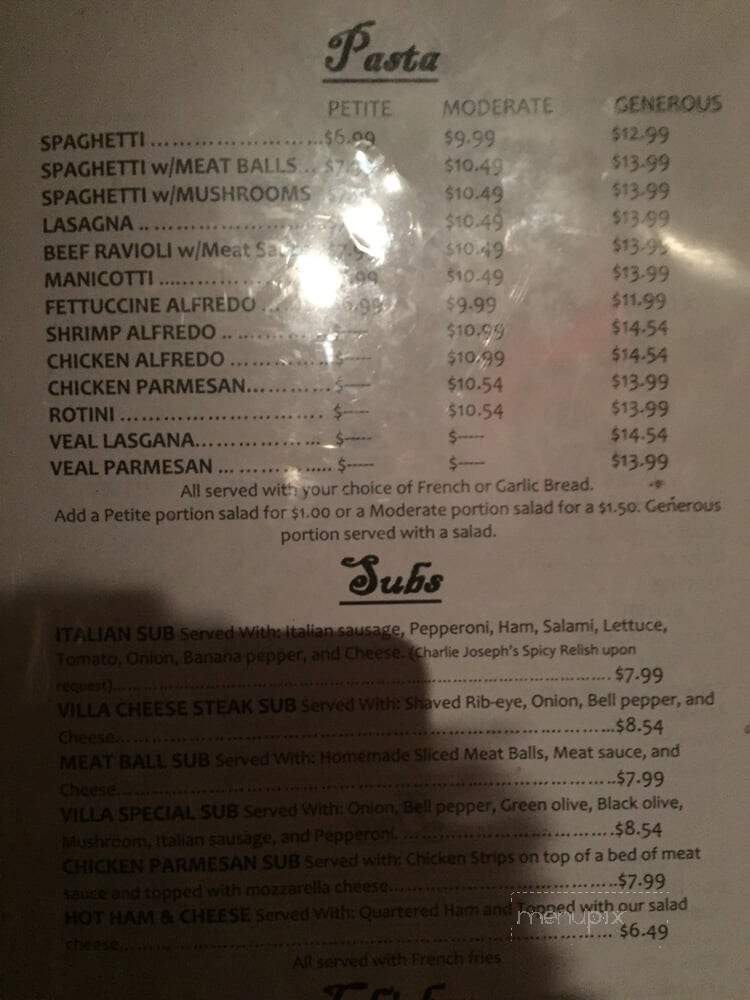 Pasta
PETITE MODERATE GENEROUS
SPAGHETTI ........................$6.99 $9.99 $12.99
SPAGHETTI w/MEAT BALLS... $10.49 $13.99
SPAGHETTI w/MUSHROOMS $10.49 $13.99
LASAGNA .. $10.49 $13.99
BEEF RAVIOLI w/Meat $10.49 $13.99
MANICOTTI ...... $10.49 $13.99
FETTUCCINE ALFREDO $9.99 $11.99
SHRIMP ALFREDO .. ............ $---- $10.99 $14.54
CHICKEN ALFREDO ............. $---- $10.99 $14.54
CHICKEN PARMESAN............ $---- $10.54 $13.99
ROTINI ............................ $---- $10.54 $13.99
VEAL LASGANA.................. $---- $---- $14.54
VEAL PARMESAN ... ............... $---- $---- $13.99
All served with your choice of French or Garlic Bread.
Add a Petite portion salad for $1.00 or a Moderate portion salad for a $1.50. Generous
portion served with a salad.
Subs
ITALIAN SUB Served With: Italian sausage, Pepperoni, Ham, Salami, Lettuce,
Tomato, Onion, Banana pepper, and Cheese. (Charlie Joseph's Spicy Relish upon
request)........................................................................ $7.99
VILLA CHEESE STEAK SUB Served With: Shaved Rib-eye, Onion, Bell pepper, and
Cheese........................................................................$8.54
MEAT BALL SUB Served With: Homemade Sliced Meat Balls, Meat sauce, and
Cheese........................................................................$7.99
VILLA SPECIAL SUB Served With: Onion, Bell pepper, Green olive, Black olive,
Mushroom, Italian sausage, and Pepperoni. ..............................$8.54
CHICKEN PARMESAN SUB Served with: Chicken Strips on top of a bed of meat
sauce and topped with mozzarella cheese..............................$7.99
HOT HAM & CHEESE Served With: Quartered Ham and Topped with our salad
cheese........................................................................ $6.49
menupix
All served with French fries